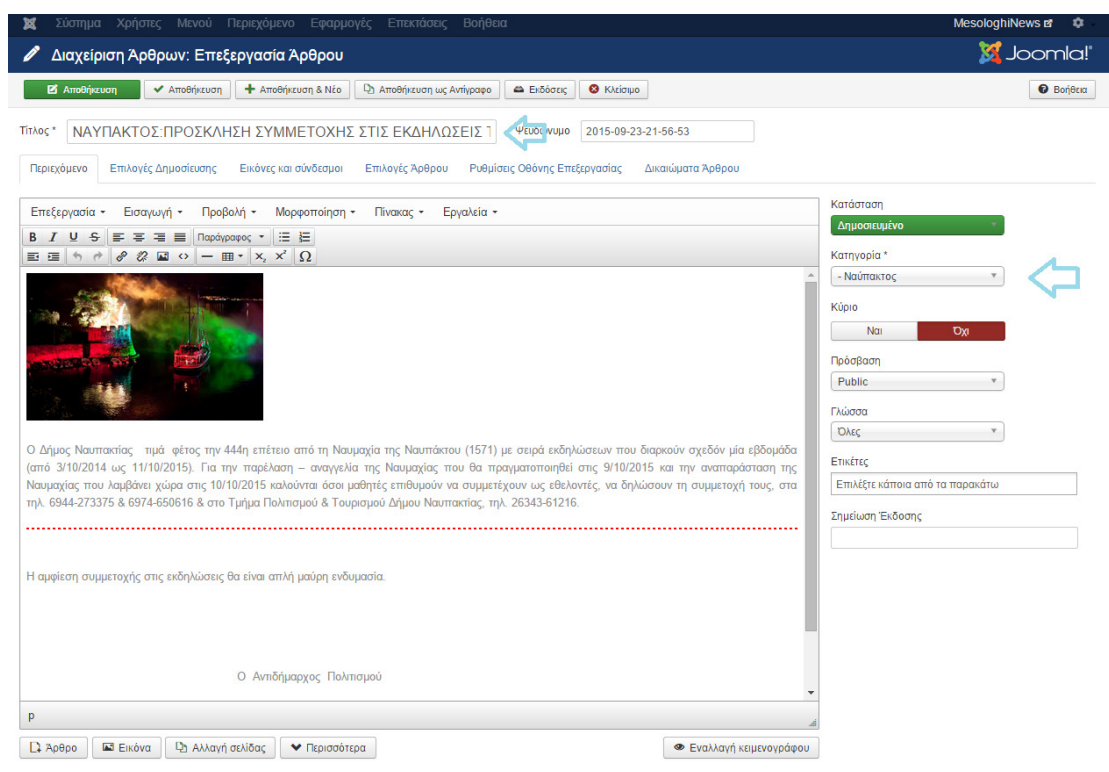 Σύστημα Χρήστες Μενού Περιεχόμενο Εφαρμογές Επεκτάσεις Βοήθεια MesologhiNews
Διαχείριση Άρθρων: Επεξεργασία Άρθρου Joomla!
Αποθήκευση Αποθήκευση Αποθήκευση & Νέο Αποθήκευση ως Αντίγραφο Εκδόσεις Κλείσιμο Βοήθεια
Τίτλος * ΝΑΥΠΑΚΤΟΣ:ΠΡΟΣΚΛΗΣΗ ΣΥΜΜΕΤΟΧΗΣ ΣΤΙΣ ΕΚΔΗΛΩΣΕΙΣ Ψευδώνυμο 2015-09-23-21-56-53
Περιεχόμενο Επιλογές Δημοσίευσης Εικόνες και σύνδεσμοι Επιλογές Άρθρου Ρυθμίσεις Οθόνης Επεξεργασίας Δικαιώματα Άρθρου
Επεξεργασία Εισαγωγή Προβολή Μορφοποίηση Πίνακας Εργαλεία
B I U S Παράγραφος
x₂ x² Ω
Ο Δήμος Ναυπακτίας τιμά φέτος την 444η επέτειο από τη Ναυμαχία της Ναυπάκτου (1571) με σειρά εκδηλώσεων που διαρκούν σχεδόν μία εβδομάδα
(από 3/10/2014 ως 11/10/2015). Για την παρέλαση – αναγγελία της Ναυμαχίας που θα πραγματοποιηθεί στις 9/10/2015 και την αναπαράσταση της
Ναυμαχίας που λαμβάνει χώρα στις 10/10/2015 καλούνται όσοι μαθητές επιθυμούν να συμμετέχουν ως εθελοντές, να δηλώσουν τη συμμετοχή τους, στα
τηλ. 6944-273375 & 6974-650616 & στο Τμήμα Πολιτισμού & Τουρισμού Δήμου Ναυπακτίας, τηλ. 26343-61216.
Η αμφίεση συμμετοχής στις εκδηλώσεις θα είναι απλή μαύρη ενδυμασία.
Ο Αντιδήμαρχος Πολιτισμού
p
Άρθρο Εικόνα Αλλαγή σελίδας Περισσότερα Εναλλαγή κειμενογράφου
Κατάσταση
Δημοσιευμένο
Κατηγορία *
- Ναύπακτος
Κύριο
Ναι Όχι
Πρόσβαση
Public
Γλώσσα
Όλες
Ετικέτες
Επιλέξτε κάποια από τα παρακάτω
Σημείωση Έκδοσης